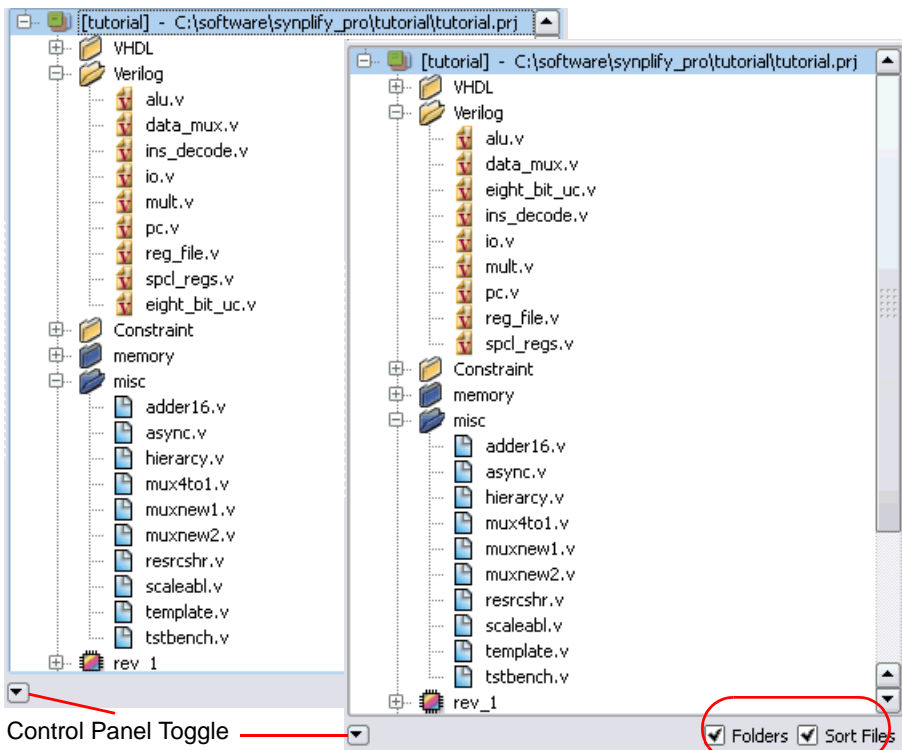 [tutorial] - C:\software\synplify_pro\tutorial\tutorial.prj
VHDL
Verilog
alu.v
data_mux.v
ins_decode.v
io.v
mult.v
pc.v
reg_file.v
spcl_regs.v
eight_bit_uc.v
Constraint
memory
misc
adder16.v
async.v
hierarcy.v
mux4to1.v
muxnew1.v
muxnew2.v
resrcshr.v
scaleabl.v
template.v
tstbench.v
rev_1
Control Panel Toggle
[tutorial] - C:\software\synplify_pro\tutorial\tutorial.prj
VHDL
Verilog
alu.v
data_mux.v
eight_bit_uc.v
ins_decode.v
io.v
mult.v
pc.v
reg_file.v
spcl_regs.v
Constraint
memory
misc
adder16.v
async.v
hierarcy.v
mux4to1.v
muxnew1.v
muxnew2.v
resrcshr.v
scaleabl.v
template.v
tstbench.v
rev_1
Folders Sort Files